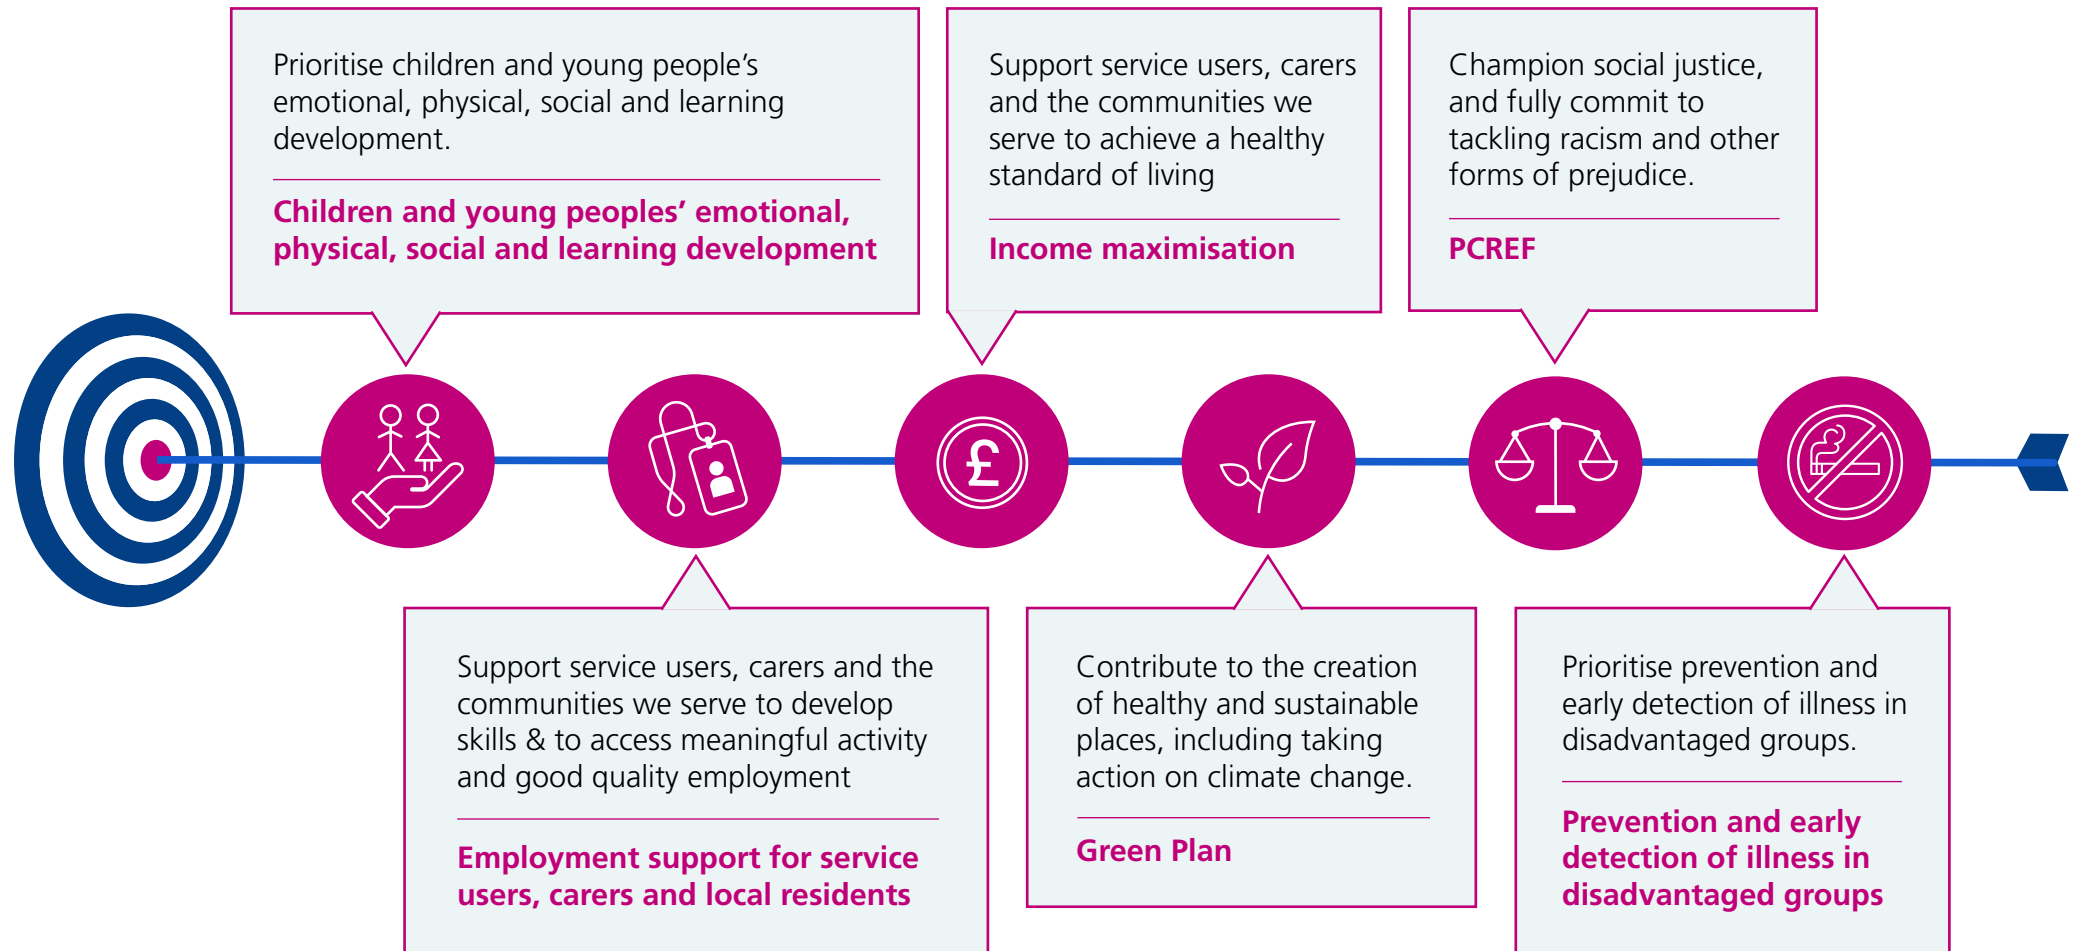 Prioritise children and young people’s
emotional, physical, social and learning
development.
Children and young peoples’ emotional,
physical, social and learning development
Support service users, carers and the
communities we serve to develop
skills & to access meaningful activity
and good quality employment
Employment support for service
users, carers and local residents
Support service users, carers
and the communities we
serve to achieve a healthy
standard of living
Income maximisation
£
Contribute to the creation
of healthy and sustainable
places, including taking
action on climate change.
Green Plan
Champion social justice,
and fully commit to
tackling racism and other
forms of prejudice.
PCREF
Prioritise prevention and
early detection of illness in
disadvantaged groups.
Prevention and early
detection of illness in
disadvantaged groups